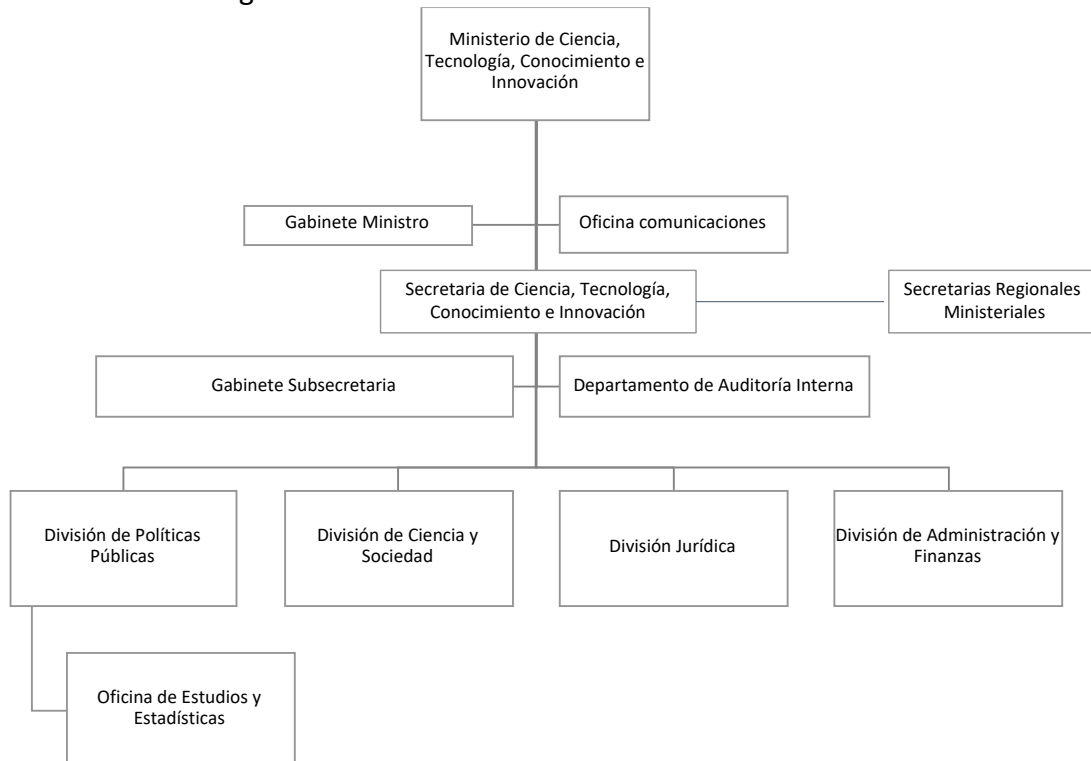 Ministerio de Ciencia,
Tecnología, Conocimiento e
Innovación
Gabinete Ministro
Oficina comunicaciones
Secretaria de Ciencia, Tecnología,
Conocimiento e Innovación
Secretarias Regionales
Ministeriales
Gabinete Subsecretaria
Departamento de Auditoría Interna
División de Políticas
Públicas
División de Ciencia y
Sociedad
División Jurídica
División de Administración y
Finanzas
Oficina de Estudios y
Estadísticas